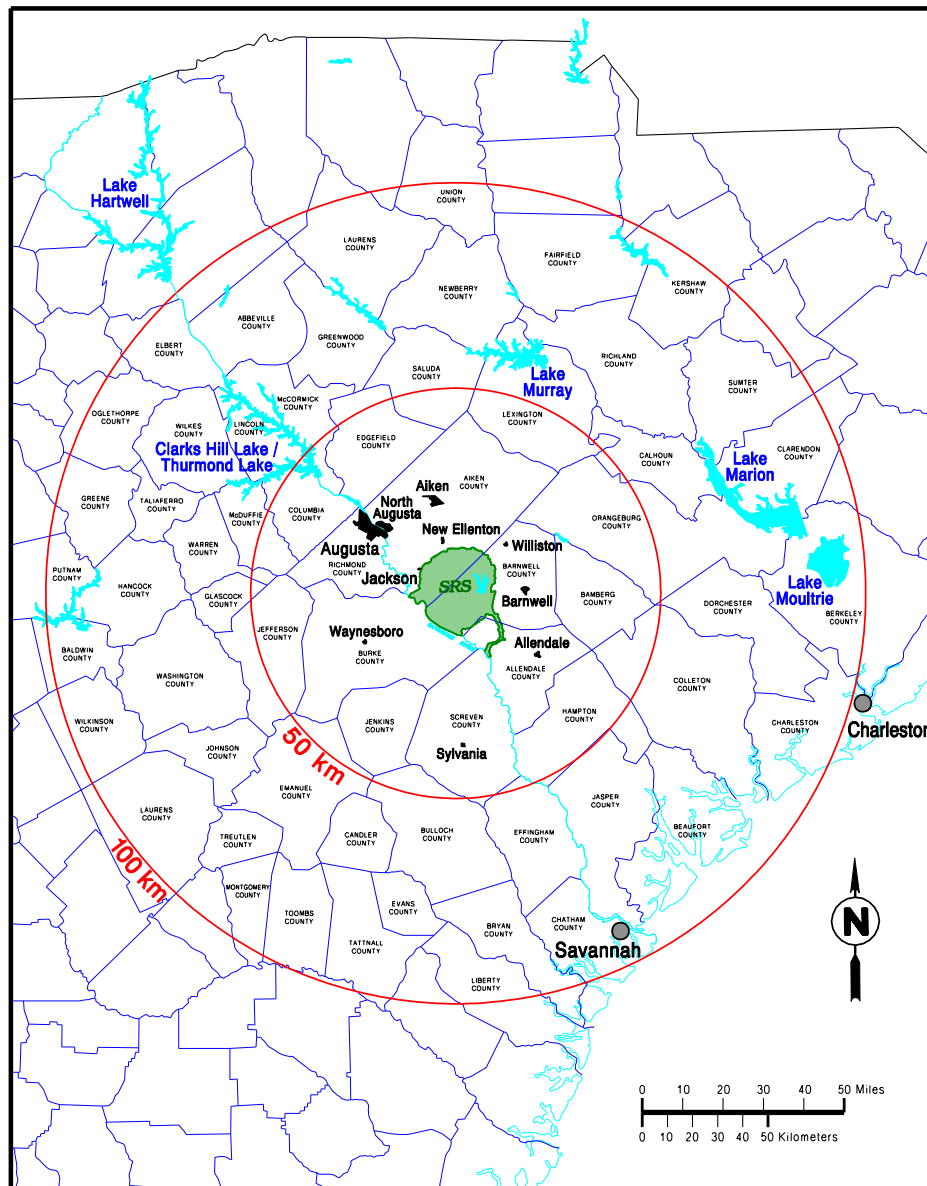 UNION
COUNTY
Lake
Hartwell
LAURENS
COUNTY
FAIRFIELD
COUNTY
KERSHAW
COUNTY
NEWBERRY
COUNTY
ABBEVILLE
COUNTY
GREENWOOD
COUNTY
ELBERT
COUNTY
RICHLAND
COUNTY
SALUDA
COUNTY
Lake
Murray
SUMTER
COUNTY
McCORMICK
COUNTY
OGLETHORPE
COUNTY
WILKES
COUNTY
LINCOLN
COUNTY
LEXINGTON
COUNTY
EDGEFIELD
COUNTY
Clarks Hill Lake /
Thurmond Lake
CALHOUN
COUNTY
CLARENDON
COUNTY
Lake
Marion
AIKEN
COUNTY
Aiken
GREENE
COUNTY
TALIAFERRO
COUNTY
McDUFFIE
COUNTY
COLUMBIA
COUNTY
North
Augusta
ORANGEBURG
COUNTY
New Ellenton
WARREN
COUNTY
Augusta
Williston
RICHMOND
COUNTY
Jackson
BARNWELL
COUNTY
PUTNAM
COUNTY
HANCOCK
COUNTY
GLASCOCK
COUNTY
SRS
Barnwell
BAMBERG
COUNTY
Lake
Moultrie
DORCHESTER
COUNTY
BERKELEY
COUNTY
JEFFERSON
COUNTY
Waynesboro
BURKE
COUNTY
Allendale
ALLENDALE
COUNTY
BALDWIN
COUNTY
WASHINGTON
COUNTY
COLLETON
COUNTY
WILKINSON
COUNTY
JENKINS
COUNTY
SCREVEN
COUNTY
HAMPTON
COUNTY
CHARLESTON
COUNTY
Charleston
JOHNSON
COUNTY
50 km
Sylvania
EMANUEL
COUNTY
JASPER
COUNTY
LAURENS
COUNTY
TREUTLEN
COUNTY
CANDLER
COUNTY
BULLOCH
COUNTY
EFFINGHAM
COUNTY
BEAUFORT
COUNTY
100 km
MONTGOMERY
COUNTY
TOOMBS
COUNTY
EVANS
COUNTY
TATTNALL
COUNTY
BRYAN
COUNTY
CHATHAM
COUNTY
Savannah
LIBERTY
COUNTY
N
0 10 20 30 40 50 Miles
0 10 20 30 40 50 Kilometers